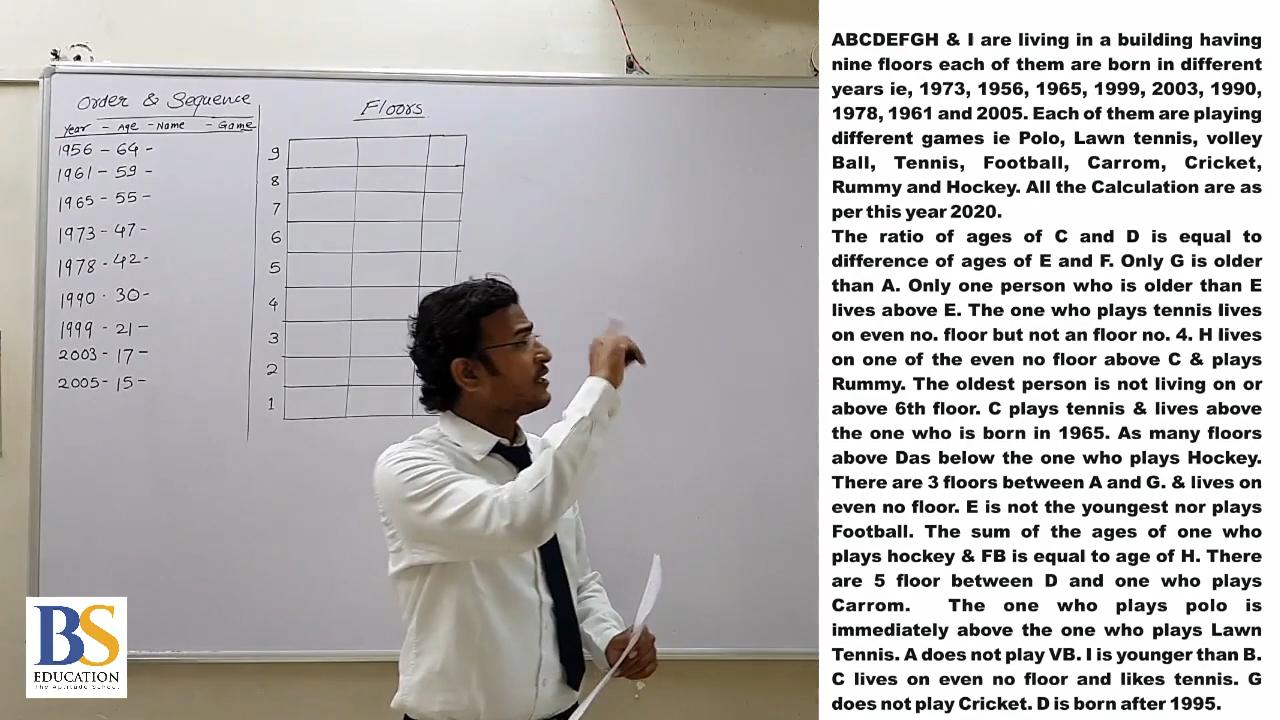 Order & Sequence
Year - Age - Name - Game
1956 - 64 -
1961 - 59 -
1965 - 55 -
1973 - 47 -
1978 - 42 -
1990 - 30 -
1999 - 21 -
2003 - 17 -
2005 - 15 -
Floors
9
8
7
6
5
4
3
2
1
BS
EDUCATION
The Aptitude School
ABCDEFGH & I are living in a building having
nine floors each of them are born in different
years ie, 1973, 1956, 1965, 1999, 2003, 1990,
1978, 1961 and 2005. Each of them are playing
different games ie Polo, Lawn tennis, volley
Ball, Tennis, Football, Carrom, Cricket,
Rummy and Hockey. All the Calculation are as
per this year 2020.
The ratio of ages of C and D is equal to
difference of ages of E and F. Only G is older
than A. Only one person who is older than E
lives above E. The one who plays tennis lives
on even no. floor but not an floor no. 4. H lives
on one of the even no floor above C & plays
Rummy. The oldest person is not living on or
above 6th floor. C plays tennis & lives above
the one who is born in 1965. As many floors
above Das below the one who plays Hockey.
There are 3 floors between A and G. & lives on
even no floor. E is not the youngest nor plays
Football. The sum of the ages of one who
plays hockey & FB is equal to age of H. There
are 5 floor between D and one who plays
Carrom. The one who plays polo is
immediately above the one who plays Lawn
Tennis. A does not play VB. I is younger than B.
C lives on even no floor and likes tennis. G
does not play Cricket. D is born after 1995.